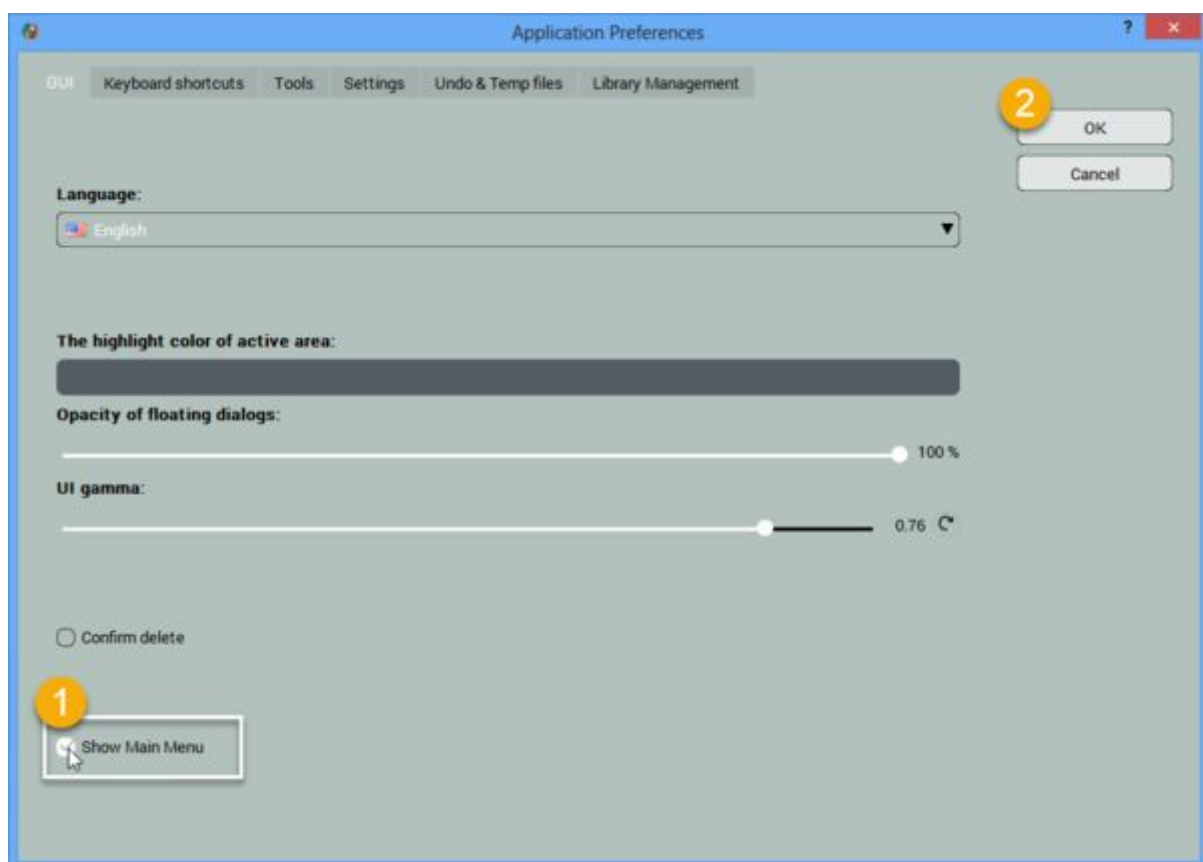 Application Preferences
?
GUI Keyboard shortcuts Tools Settings Undo & Temp files Library Management
2
OK
Cancel
Language:
English
The highlight color of active area:
Opacity of floating dialogs:
100 %
UI gamma:
0.76
Confirm delete
1
Show Main Menu